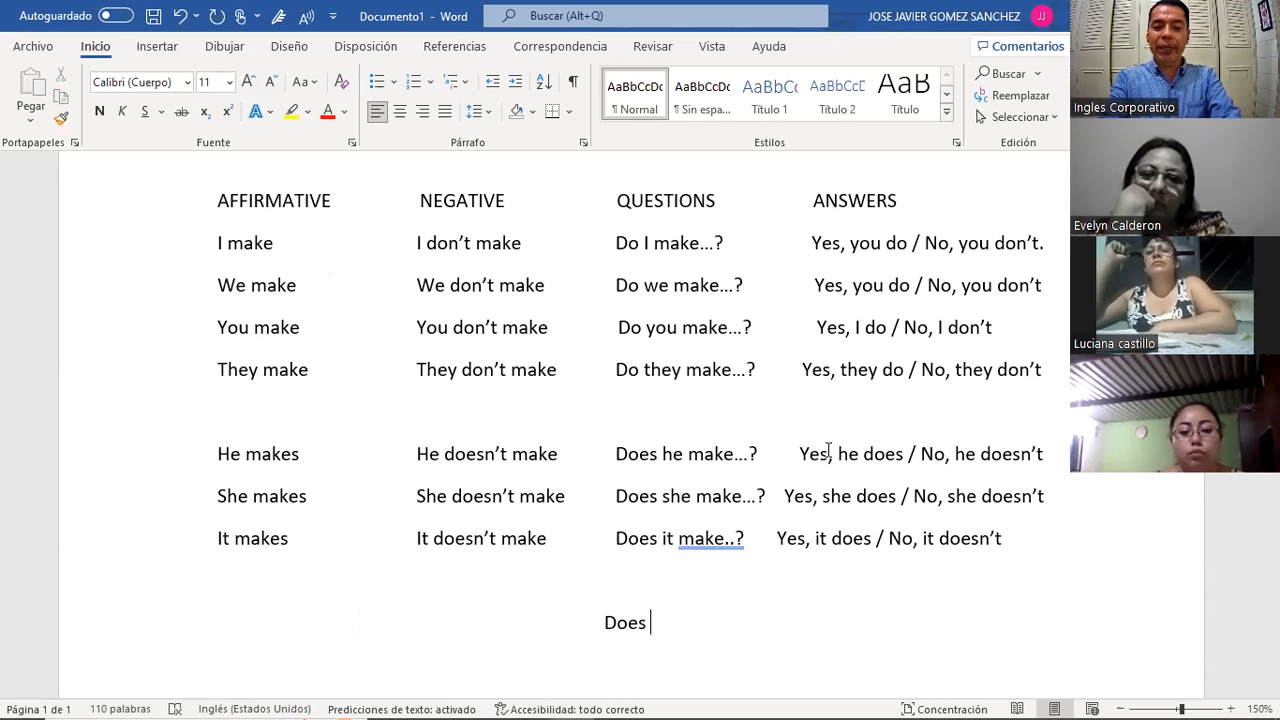 Autoguardado Documento1 - Word Buscar (Alt+Q) JOSE JAVIER GOMEZ SANCHEZ JJ
Archivo Inicio Insertar Dibujar Diseño Disposición Referencias Correspondencia Revisar Vista Ayuda Comentarios
Calibri (Cuerpo) 11 Aa AaBbCcDc AaBbCcDc AaBbCc AaBbCcD AaB Buscar
Pegar N K S ab x₂ x² A A ¶ Normal ¶ Sin espa... Título 1 Título 2 Título Reemplazar
Seleccionar
Portapapeles Fuente Párrafo Estilos Edición
Ingles Corporativo
Evelyn Calderon
Luciana castillo
AFFIRMATIVE NEGATIVE QUESTIONS ANSWERS
I make I don’t make Do I make...? Yes, you do / No, you don’t.
We make We don’t make Do we make...? Yes, you do / No, you don’t
You make You don’t make Do you make...? Yes, I do / No, I don’t
They make They don’t make Do they make...? Yes, they do / No, they don’t
He makes He doesn’t make Does he make...? Yes, he does / No, he doesn’t
She makes She doesn’t make Does she make...? Yes, she does / No, she doesn’t
It makes It doesn’t make Does it make..? Yes, it does / No, it doesn’t
Does
Página 1 de 1 110 palabras Inglés (Estados Unidos) Predicciones de texto: activado Accesibilidad: todo correcto Concentración 150%